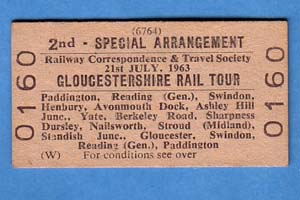 (6764)
2nd - SPECIAL ARRANGEMENT
Railway Correspondence & Travel Society
21st JULY, 1963
GLOUCESTERSHIRE RAIL TOUR
Paddington, Reading (Gen.), Swindon,
Jenbury, Avonmouth Dock, Ashley Hill
Junc., Yate, Berkeley Road, Sharpness
Dursley, Nailsworth, Stroud (Midland),
Standish Junc., Gloucester, Swindon,
Reading (Gen.), Paddington
(W) For conditions see over
0160
0160